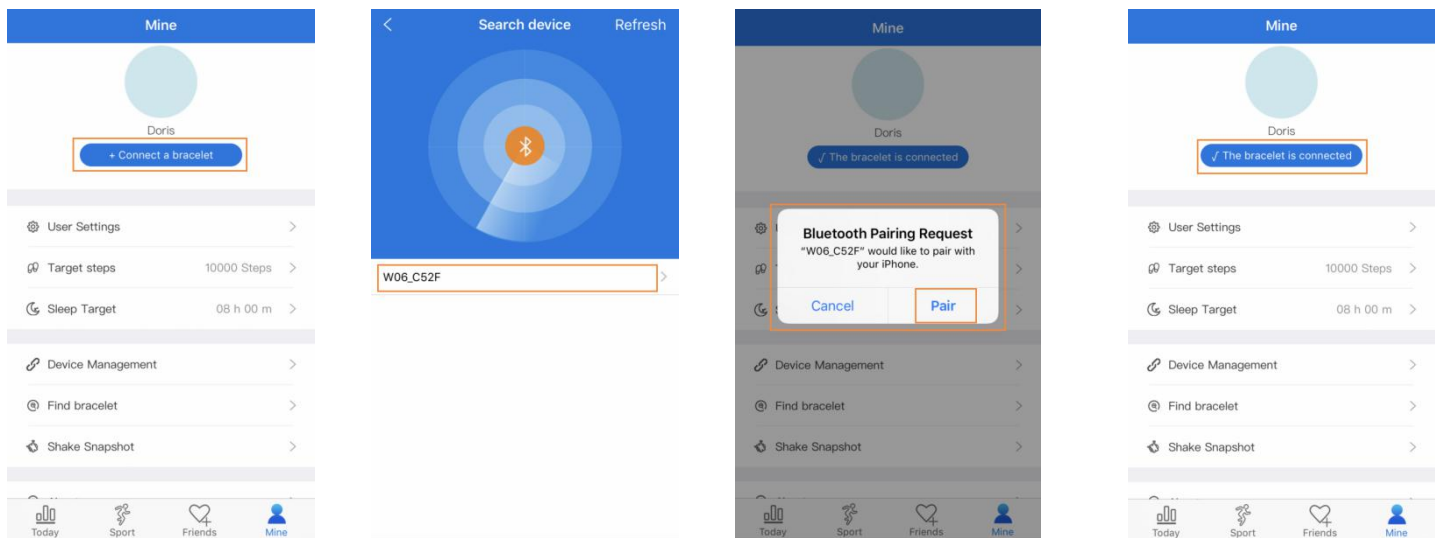 Mine
Doris
+ Connect a bracelet
User Settings
Target steps 10000 Steps
Sleep Target 08 h 00 m
Device Management
Find bracelet
Shake Snapshot
Today Sport Friends Mine
Search device Refresh
W06_C52F
Mine
Doris
√ The bracelet is connected
Bluetooth Pairing Request
“W06_C52F” would like to pair with
your iPhone.
Cancel Pair
Device Management
Find bracelet
Shake Snapshot
Today Sport Friends Mine
Mine
Doris
√ The bracelet is connected
User Settings
Target steps 10000 Steps
Sleep Target 08 h 00 m
Device Management
Find bracelet
Shake Snapshot
Today Sport Friends Mine